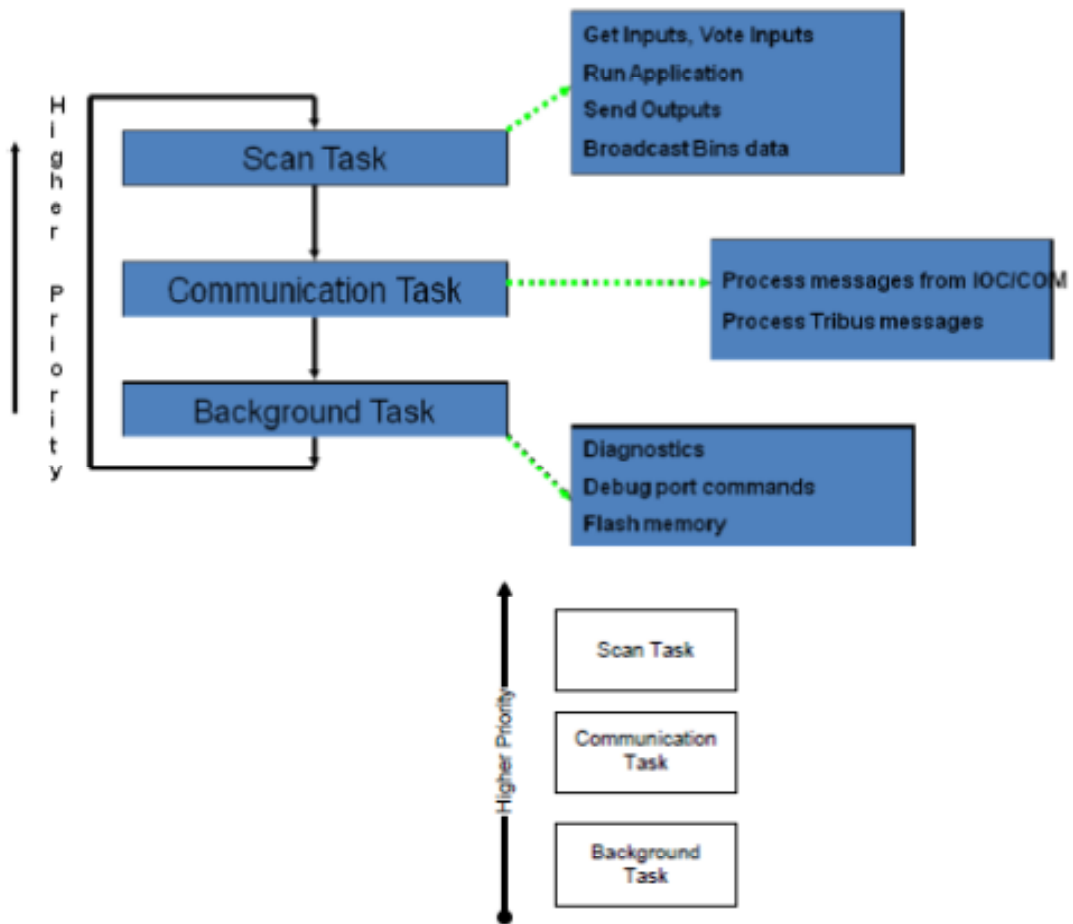 Higher Priority
Scan Task
Get Inputs, Vote Inputs
Run Application
Send Outputs
Broadcast Bins data
Communication Task
Process messages from IOC/COM
Process Tribus messages
Background Task
Diagnostics
Debug port commands
Flash memory
Higher Priority
Scan Task
Communication
Task
Background
Task